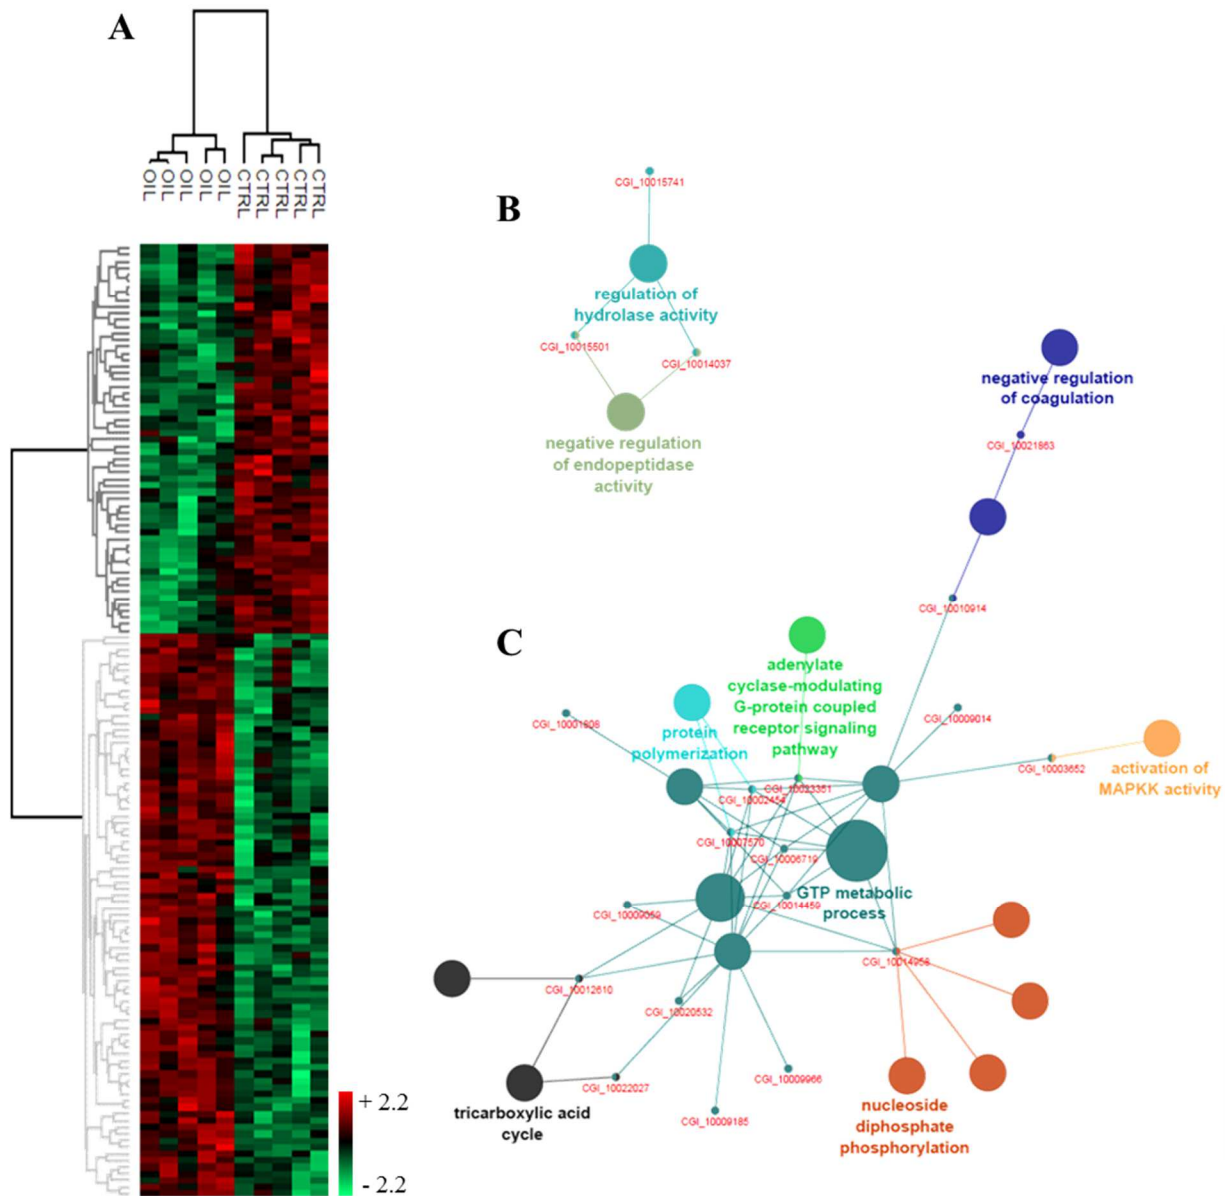 A
OIL
OIL
OIL
OIL
OIL
CTRL
CTRL
CTRL
CTRL
CTRL
+ 2.2
- 2.2
B
CGI_10015741
regulation of
hydrolase activity
CGI_10015501
CGI_10014037
negative regulation
of endopeptidase
activity
C
negative regulation
of coagulation
CGI_10021863
CGI_10010914
adenylate
cyclase-modulating
G-protein coupled
receptor signaling
pathway
protein
polymerization
CGI_10001808
CGI_10009014
CGI_10003652
activation of
MAPKK activity
CGI_10023351
CGI_10002454
CGI_10007570
CGI_10006719
GTP metabolic
process
CGI_10014459
CGI_10009059
CGI_10014958
CGI_10012610
CGI_10020532
CGI_10022027
CGI_10009966
CGI_10009185
tricarboxylic acid
cycle
nucleoside
diphosphate
phosphorylation